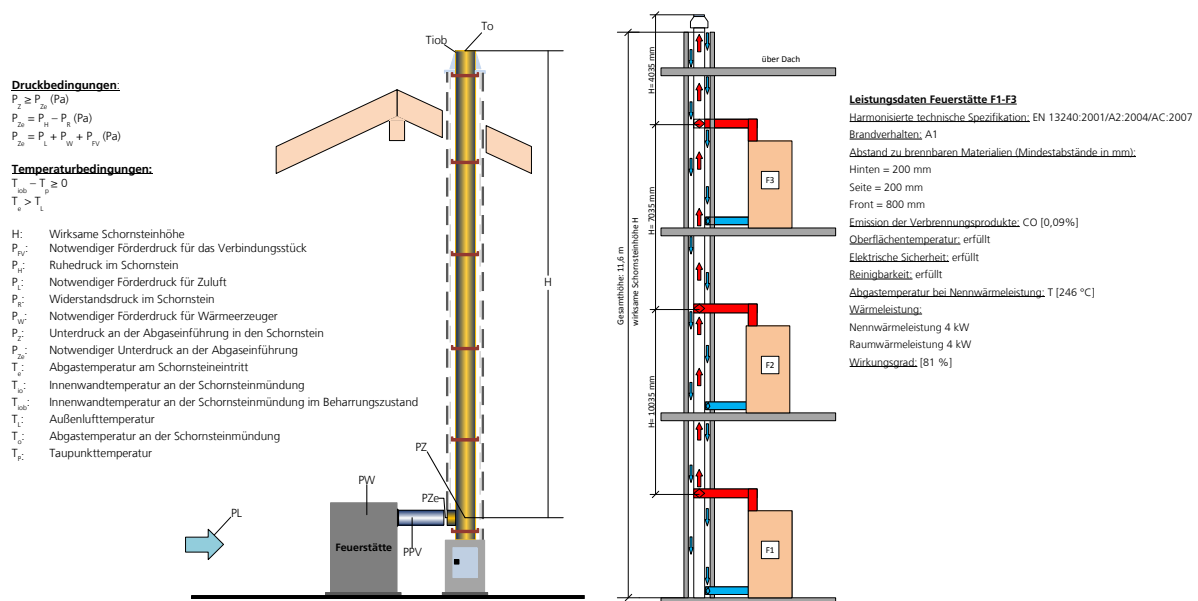 Druckbedingungen:
P_Z ≥ P_Ze (Pa)
P_Ze = P_H − P_R (Pa)
P_Ze = P_L + P_W + P_FV (Pa)
Temperaturbedingungen:
T_iob − T_p ≥ 0
T_e > T_L
H: Wirksame Schornsteinhöhe
P_FV: Notwendiger Förderdruck für das Verbindungsstück
P_H: Ruhedruck im Schornstein
P_L: Notwendiger Förderdruck für Zuluft
P_R: Widerstandsdruck im Schornstein
P_W: Notwendiger Förderdruck für Wärmeerzeuger
P_Z: Unterdruck an der Abgaseinführung in den Schornstein
P_Ze: Notwendiger Unterdruck an der Abgaseinführung
T_e: Abgastemperatur am Schornsteineintritt
T_io: Innenwandtemperatur an der Schornsteinmündung
T_iob: Innenwandtemperatur an der Schornsteinmündung im Beharrungszustand
T_L: Außenlufttemperatur
T_o: Abgastemperatur an der Schornsteinmündung
T_P: Taupunkttemperatur
To
Tiob
H
PZ
PW
PZe
PL
Feuerstätte
PPV
über Dach
H= 4035 mm
H= 7035 mm
H= 10035 mm
Gesamthöhe: 11,6 m
wirksame Schornsteinhöhe H
F3
F2
F1
Leistungsdaten Feuerstätte F1-F3
Harmonisierte technische Spezifikation: EN 13240:2001/A2:2004/AC:2007
Brandverhalten: A1
Abstand zu brennbaren Materialien (Mindestabstände in mm):
Hinten = 200 mm
Seite = 200 mm
Front = 800 mm
Emission der Verbrennungsprodukte: CO [0,09%]
Oberflächentemperatur: erfüllt
Elektrische Sicherheit: erfüllt
Reinigbarkeit: erfüllt
Abgastemperatur bei Nennwärmeleistung: T [246 °C]
Wärmeleistung:
Nennwärmeleistung 4 kW
Raumwärmeleistung 4 kW
Wirkungsgrad: [81 %]